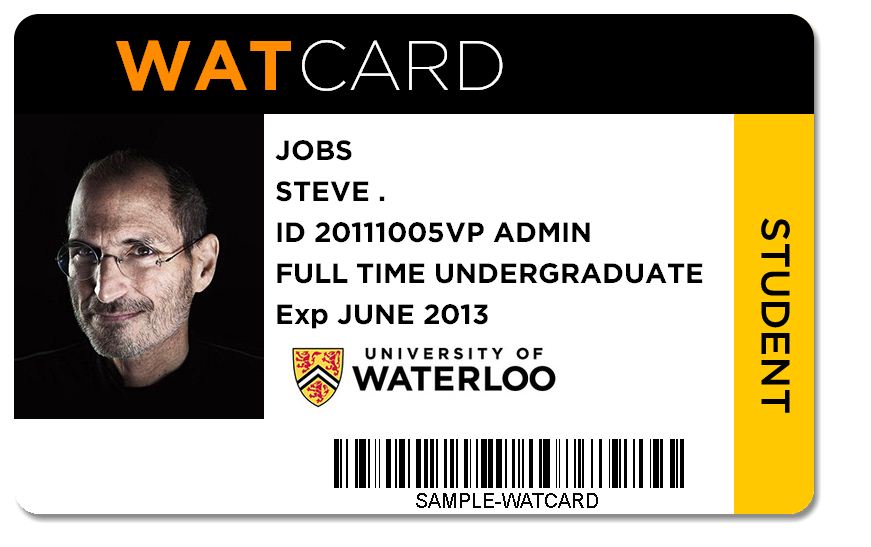 WATCARD
JOBS
STEVE .
ID 20111005VP ADMIN
FULL TIME UNDERGRADUATE
Exp JUNE 2013
UNIVERSITY OF
WATERLOO
STUDENT
SAMPLE-WATCARD